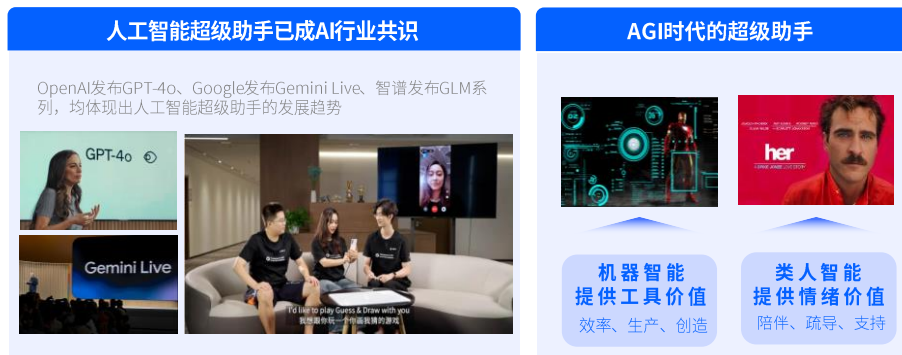 人工智能超级助手已成AI行业共识
OpenAI发布GPT-4o、Google发布Gemini Live、智谱发布GLM系
列，均体现出人工智能超级助手的发展趋势
GPT-4o
Gemini Live
I'd like to play Guess & Draw with you
我想跟你玩一个你画我猜的游戏
AGI时代的超级助手
her
机器智能
提供工具价值
效率、生产、创造
类人智能
提供情绪价值
陪伴、疏导、支持